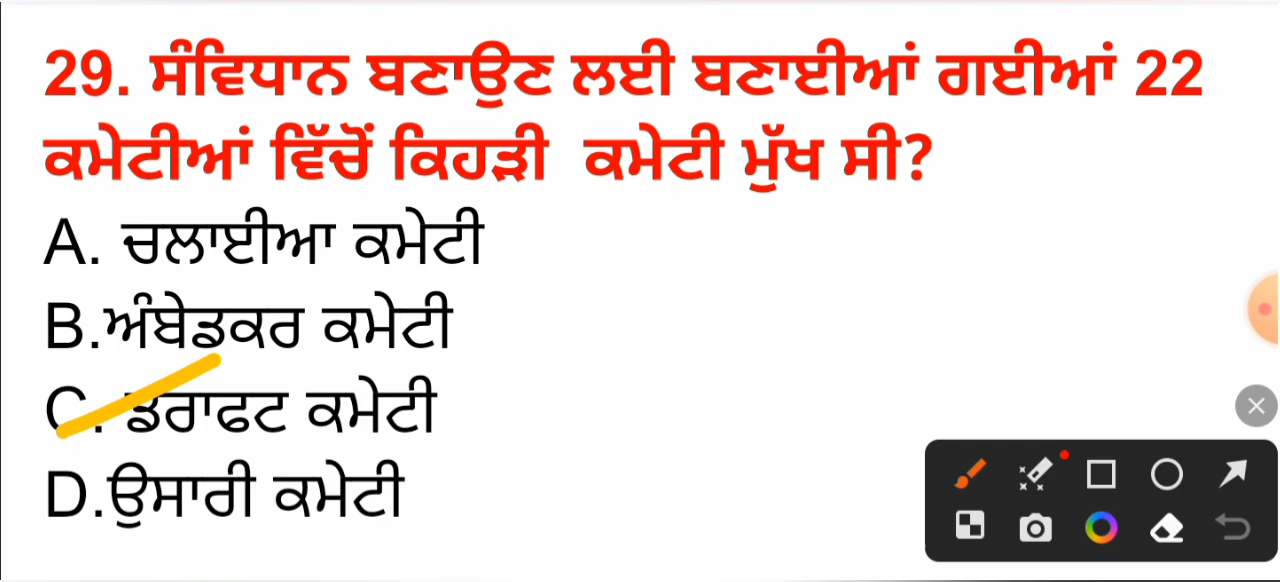 29. ਸੰਵਿਧਾਨ ਬਣਾਉਣ ਲਈ ਬਣਾਈਆਂ ਗਈਆਂ 22
ਕਮੇਟੀਆਂ ਵਿੱਚੋਂ ਕਿਹੜੀ ਕਮੇਟੀ ਮੁੱਖ ਸੀ?
A. ਚਲਾਈਆ ਕਮੇਟੀ
B.ਅੰਬੇਡਕਰ ਕਮੇਟੀ
C. ਡਰਾਫਟ ਕਮੇਟੀ
D.ਉਸਾਰੀ ਕਮੇਟੀ